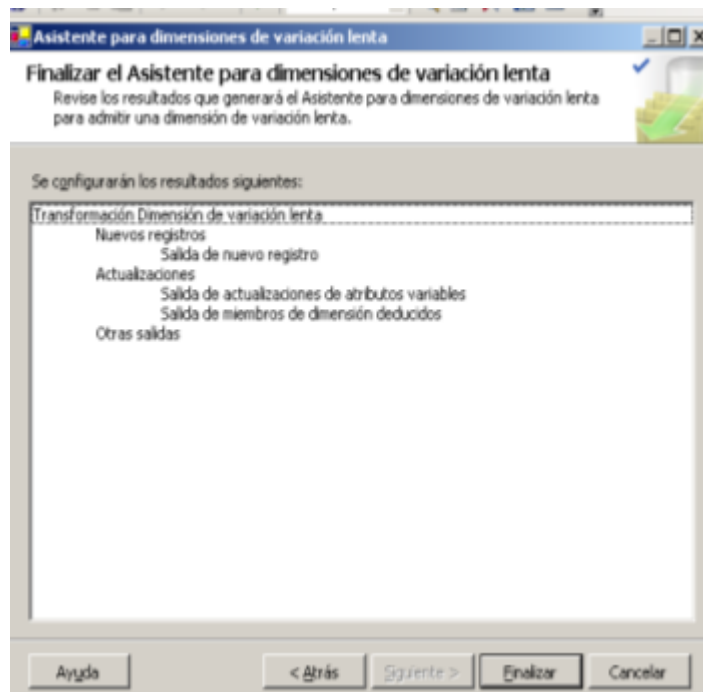 Asistente para dimensiones de variación lenta
Finalizar el Asistente para dimensiones de variación lenta
Revise los resultados que generará el Asistente para dimensiones de variación lenta
para admitir una dimensión de variación lenta.
Se configurarán los resultados siguientes:
Transformación Dimensión de variación lenta
Nuevos registros
Salida de nuevo registro
Actualizaciones
Salida de actualizaciones de atributos variables
Salida de miembros de dimensión deducidos
Otras salidas
Ayuda
< Atrás
Siguiente >
Finalizar
Cancelar